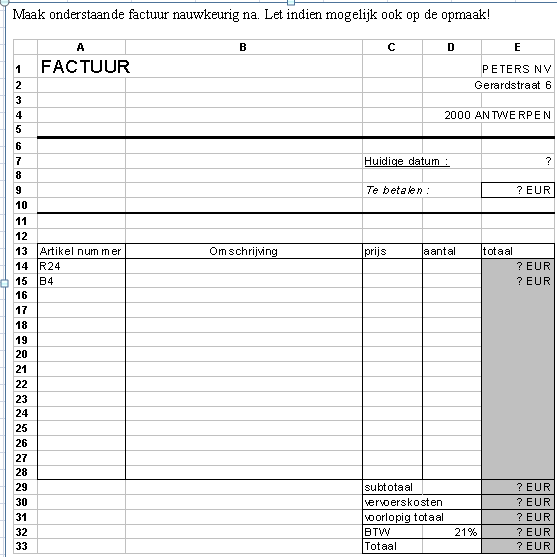 Maak onderstaande factuur nauwkeurig na. Let indien mogelijk ook op de opmaak!
A B C D E
1 FACTUUR PETERS NV
2 Gerardstraat 6
3
4 2000 ANTWERPEN
5
6
7 Huidige datum : ?
8
9 Te betalen : ? EUR
10
11
12
13 Artikel nummer Omschrijving prijs aantal totaal
14 R24 ? EUR
15 B4 ? EUR
16
17
18
19
20
21
22
23
24
25
26
27
28
29 subtotaal ? EUR
30 vervoerskosten ? EUR
31 voorlopig totaal ? EUR
32 BTW 21% ? EUR
33 Totaal ? EUR